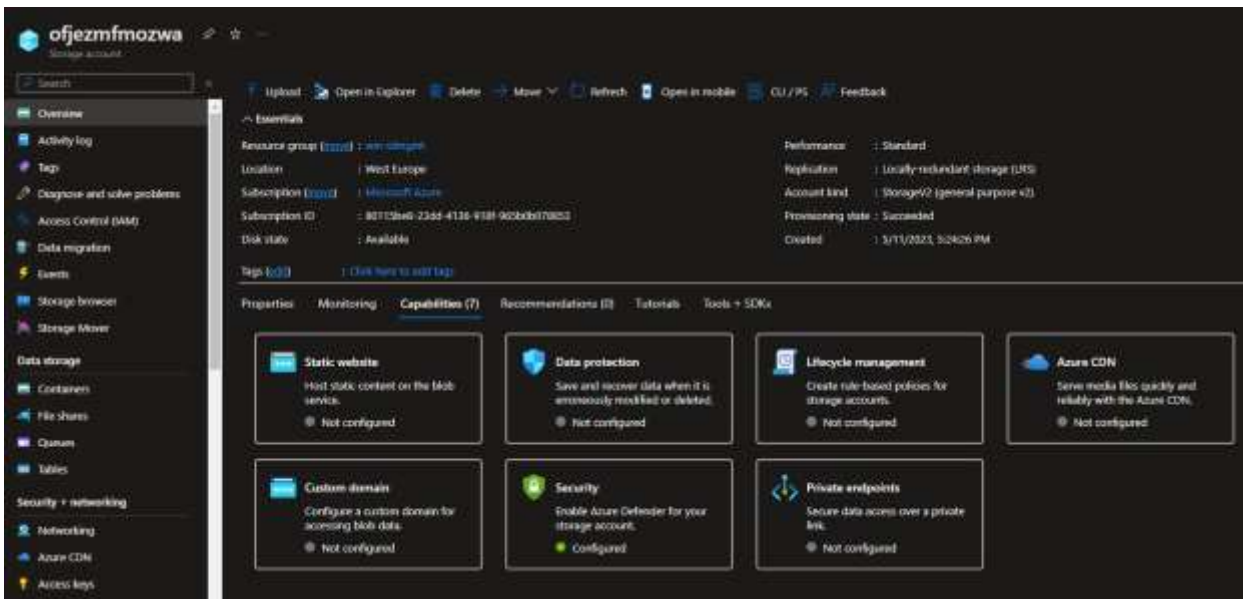 ofjezmfmozwa
Storage account
Search
Upload Open in Explorer Delete Move Refresh Open in mobile CLI / PS Feedback
Overview
Activity log
Tags
Diagnose and solve problems
Access Control (IAM)
Data migration
Events
Storage browser
Storage Mover
Data storage
Containers
File shares
Queues
Tables
Security + networking
Networking
Azure CDN
Access keys
Essentials
Resource group (move) :
Location : West Europe
Subscription (move) : Microsoft Azure
Subscription ID :
Disk state : Available
Tags (edit) : Click here to add tags
Performance : Standard
Replication : Locally-redundant storage (LRS)
Account kind : StorageV2 (general purpose v2)
Provisioning state : Succeeded
Created : 5/11/2023, 5:24:26 PM
Properties Monitoring Capabilities (7) Recommendations (0) Tutorials Tools + SDKs
Static website
Host static content on the blob
service.
Not configured
Data protection
Save and recover data when it is
erroneously modified or deleted.
Not configured
Lifecycle management
Create rule-based policies for
storage accounts.
Not configured
Azure CDN
Serve media files quickly and
reliably with the Azure CDN.
Not configured
Custom domain
Configure a custom domain for
accessing blob data.
Not configured
Security
Enable Azure Defender for your
storage account.
Configured
Private endpoints
Secure data access over a private
link.
Not configured